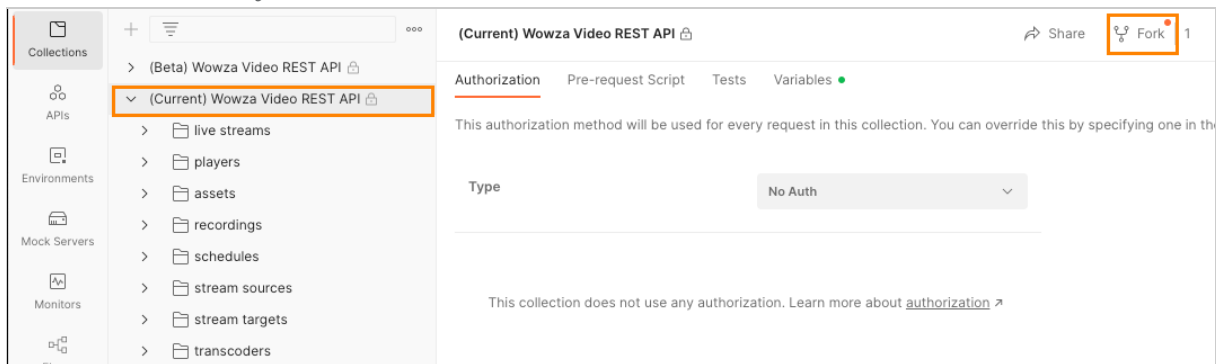 Collections
APIs
Environments
Mock Servers
Monitors
(Beta) Wowza Video REST API
(Current) Wowza Video REST API
live streams
players
assets
recordings
schedules
stream sources
stream targets
transcoders
(Current) Wowza Video REST API
Share Fork 1
Authorization Pre-request Script Tests Variables
This authorization method will be used for every request in this collection. You can override this by specifying one in
Type No Auth
This collection does not use any authorization. Learn more about authorization